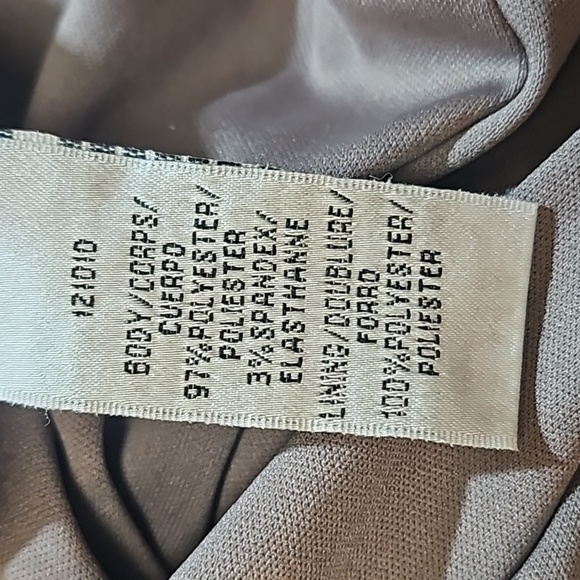 121010
BODY/CORPS/
CUERPO
97%POLYESTER/
POLIESTER
3%SPANDEX/
ELASTHANNE
LINING/DOUBLURE/
FORRO
100%POLYESTER/
POLIESTER